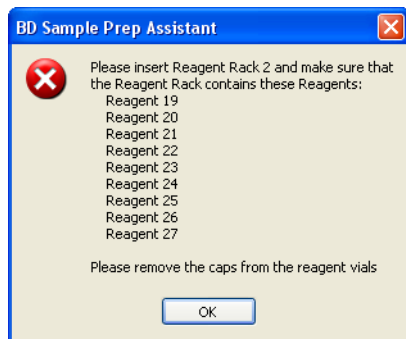 BD Sample Prep Assistant
Please insert Reagent Rack 2 and make sure that
the Reagent Rack contains these Reagents:
Reagent 19
Reagent 20
Reagent 21
Reagent 22
Reagent 23
Reagent 24
Reagent 25
Reagent 26
Reagent 27
Please remove the caps from the reagent vials
OK